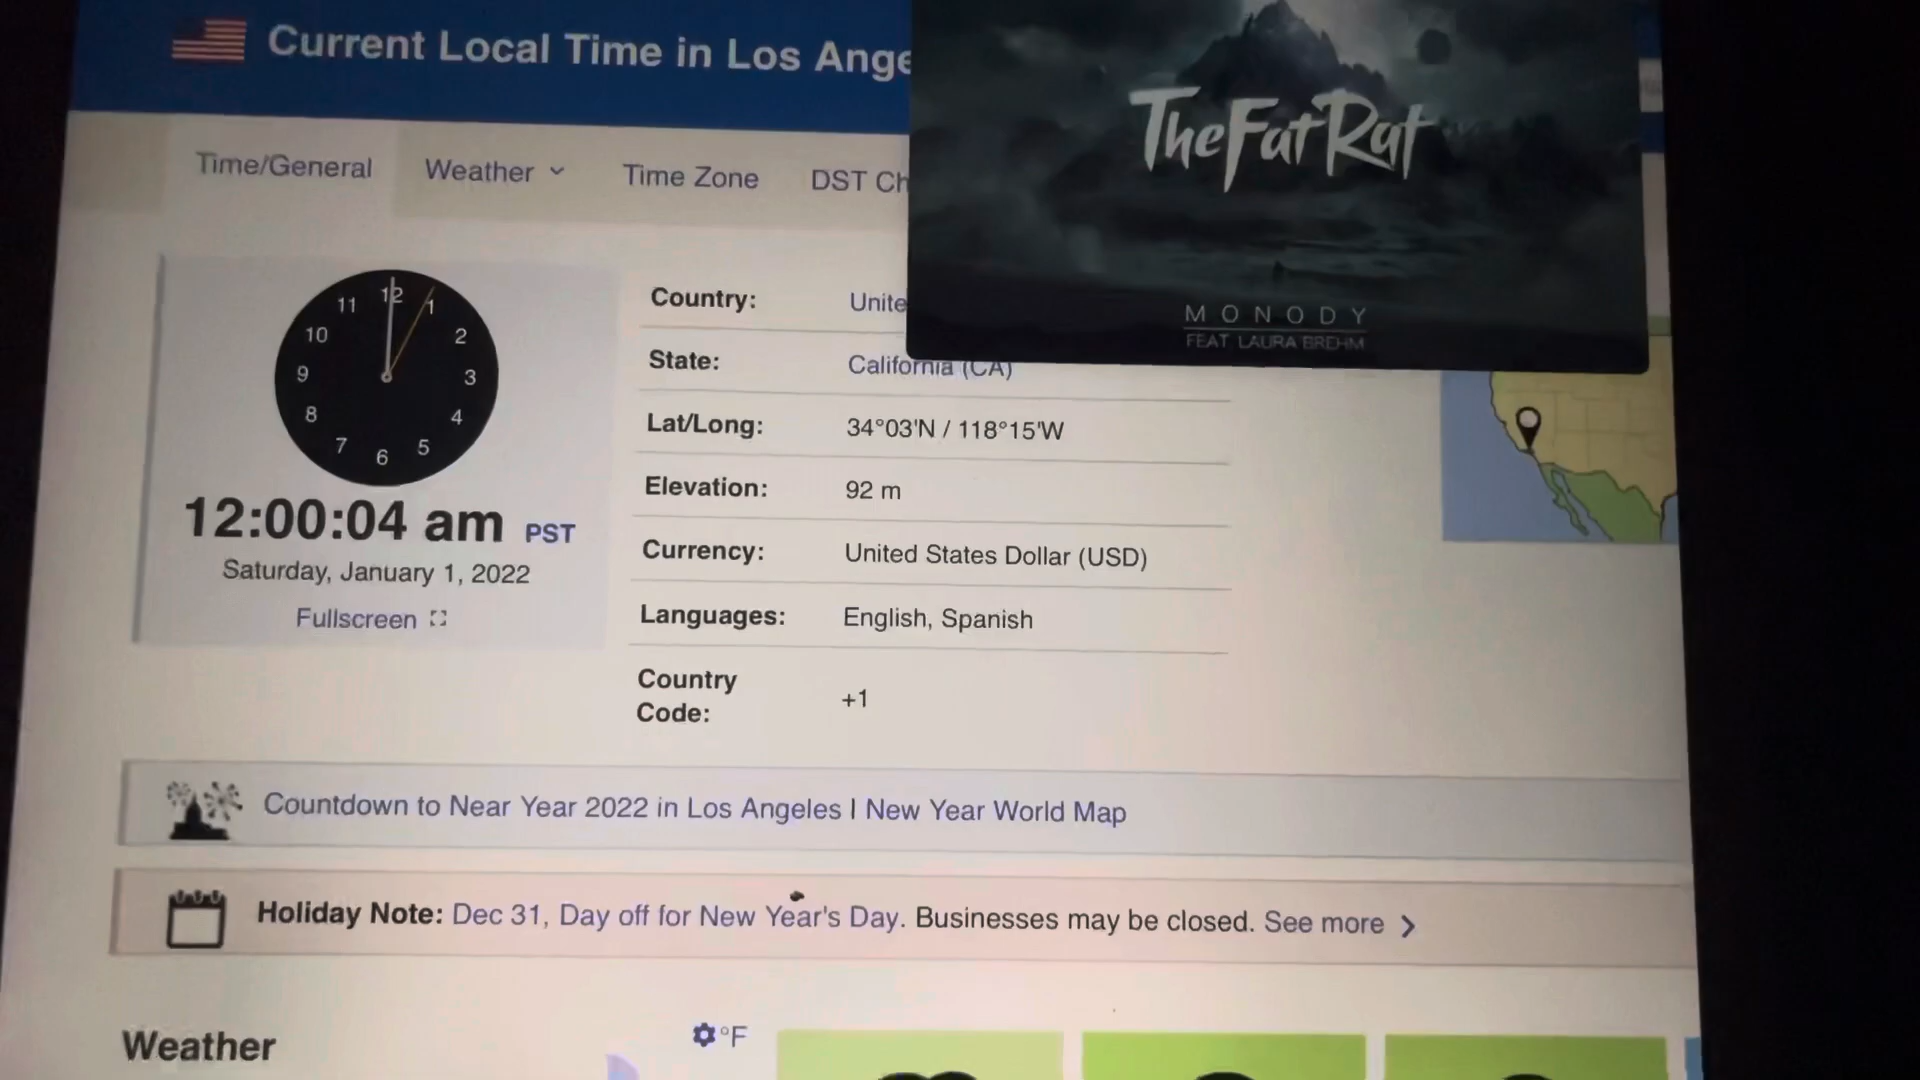 Current Local Time in Los Ange
Time/General Weather Time Zone DST Ch
TheFatRat
MONODY
FEAT. LAURA BREHM
12
1
2
3
4
5
6
7
8
9
10
11
12:00:04 am PST
Saturday, January 1, 2022
Fullscreen
Country: Unite
State: California (CA)
Lat/Long: 34°03'N / 118°15'W
Elevation: 92 m
Currency: United States Dollar (USD)
Languages: English, Spanish
Country
Code: +1
Countdown to Near Year 2022 in Los Angeles | New Year World Map
Holiday Note: Dec 31, Day off for New Year's Day. Businesses may be closed. See more
Weather
°F